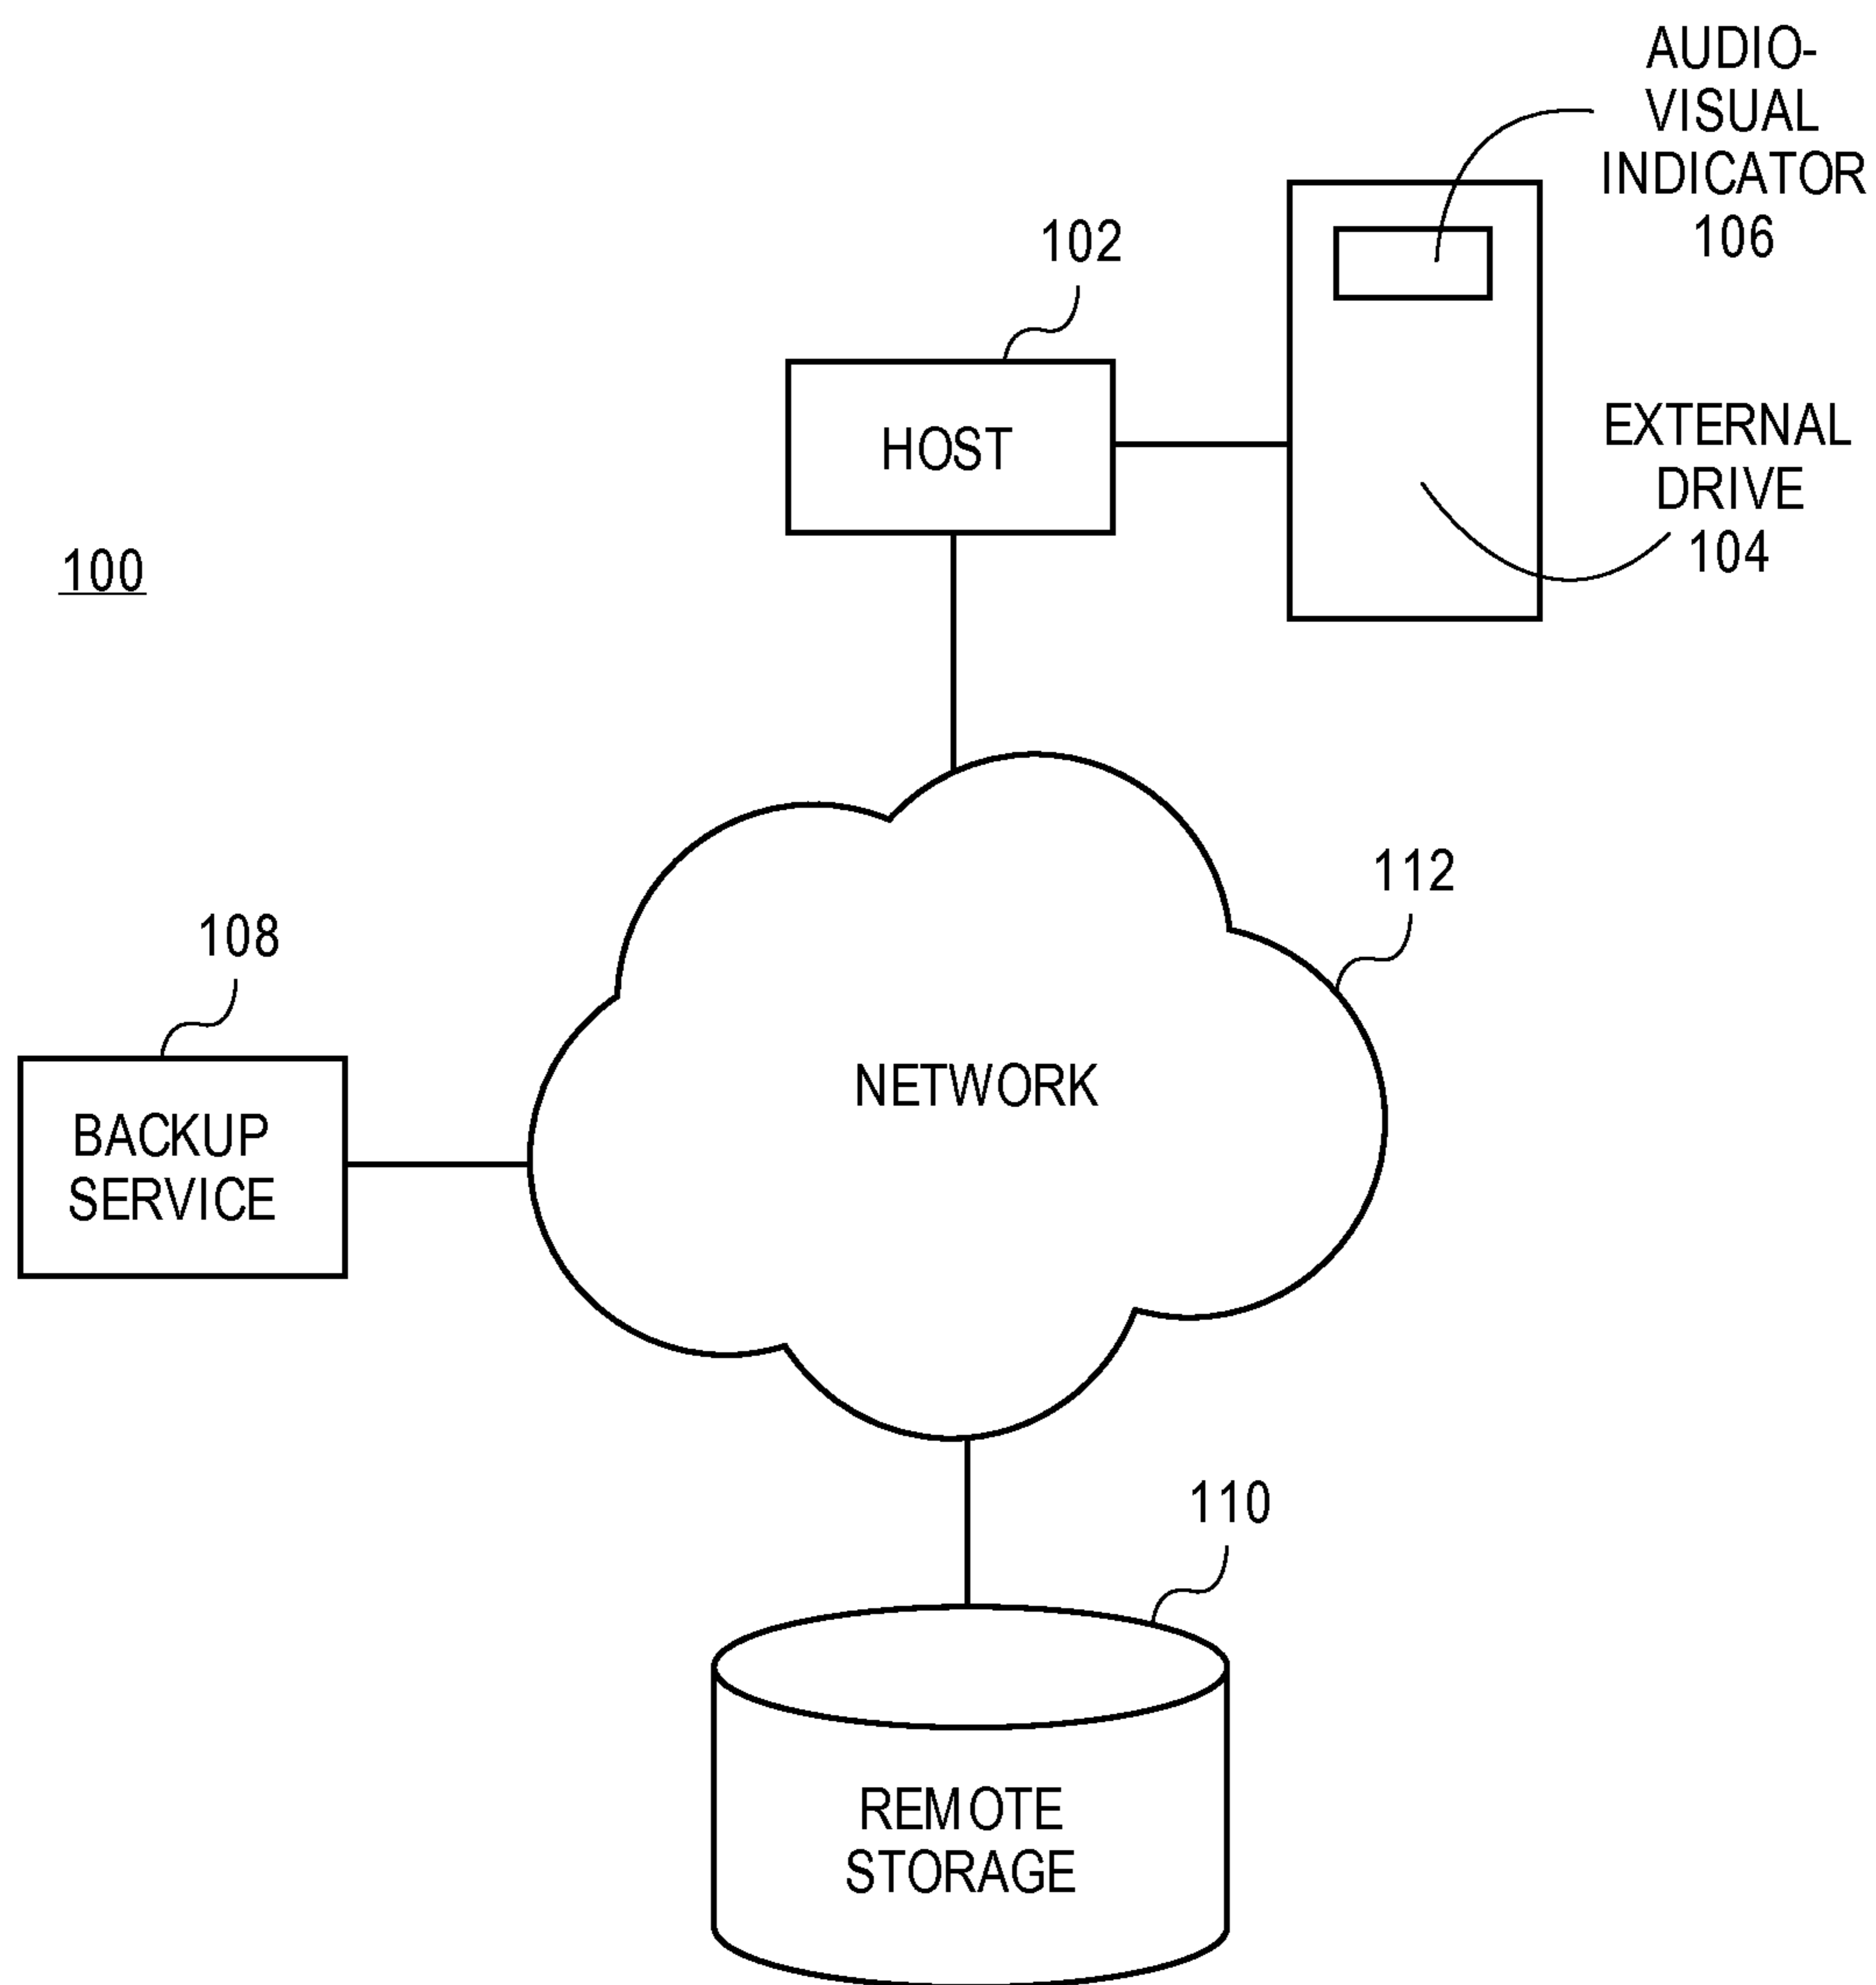 AUDIO-
VISUAL
INDICATOR
106
102
HOST
EXTERNAL
DRIVE
104
100
112
108
NETWORK
BACKUP
SERVICE
110
REMOTE
STORAGE